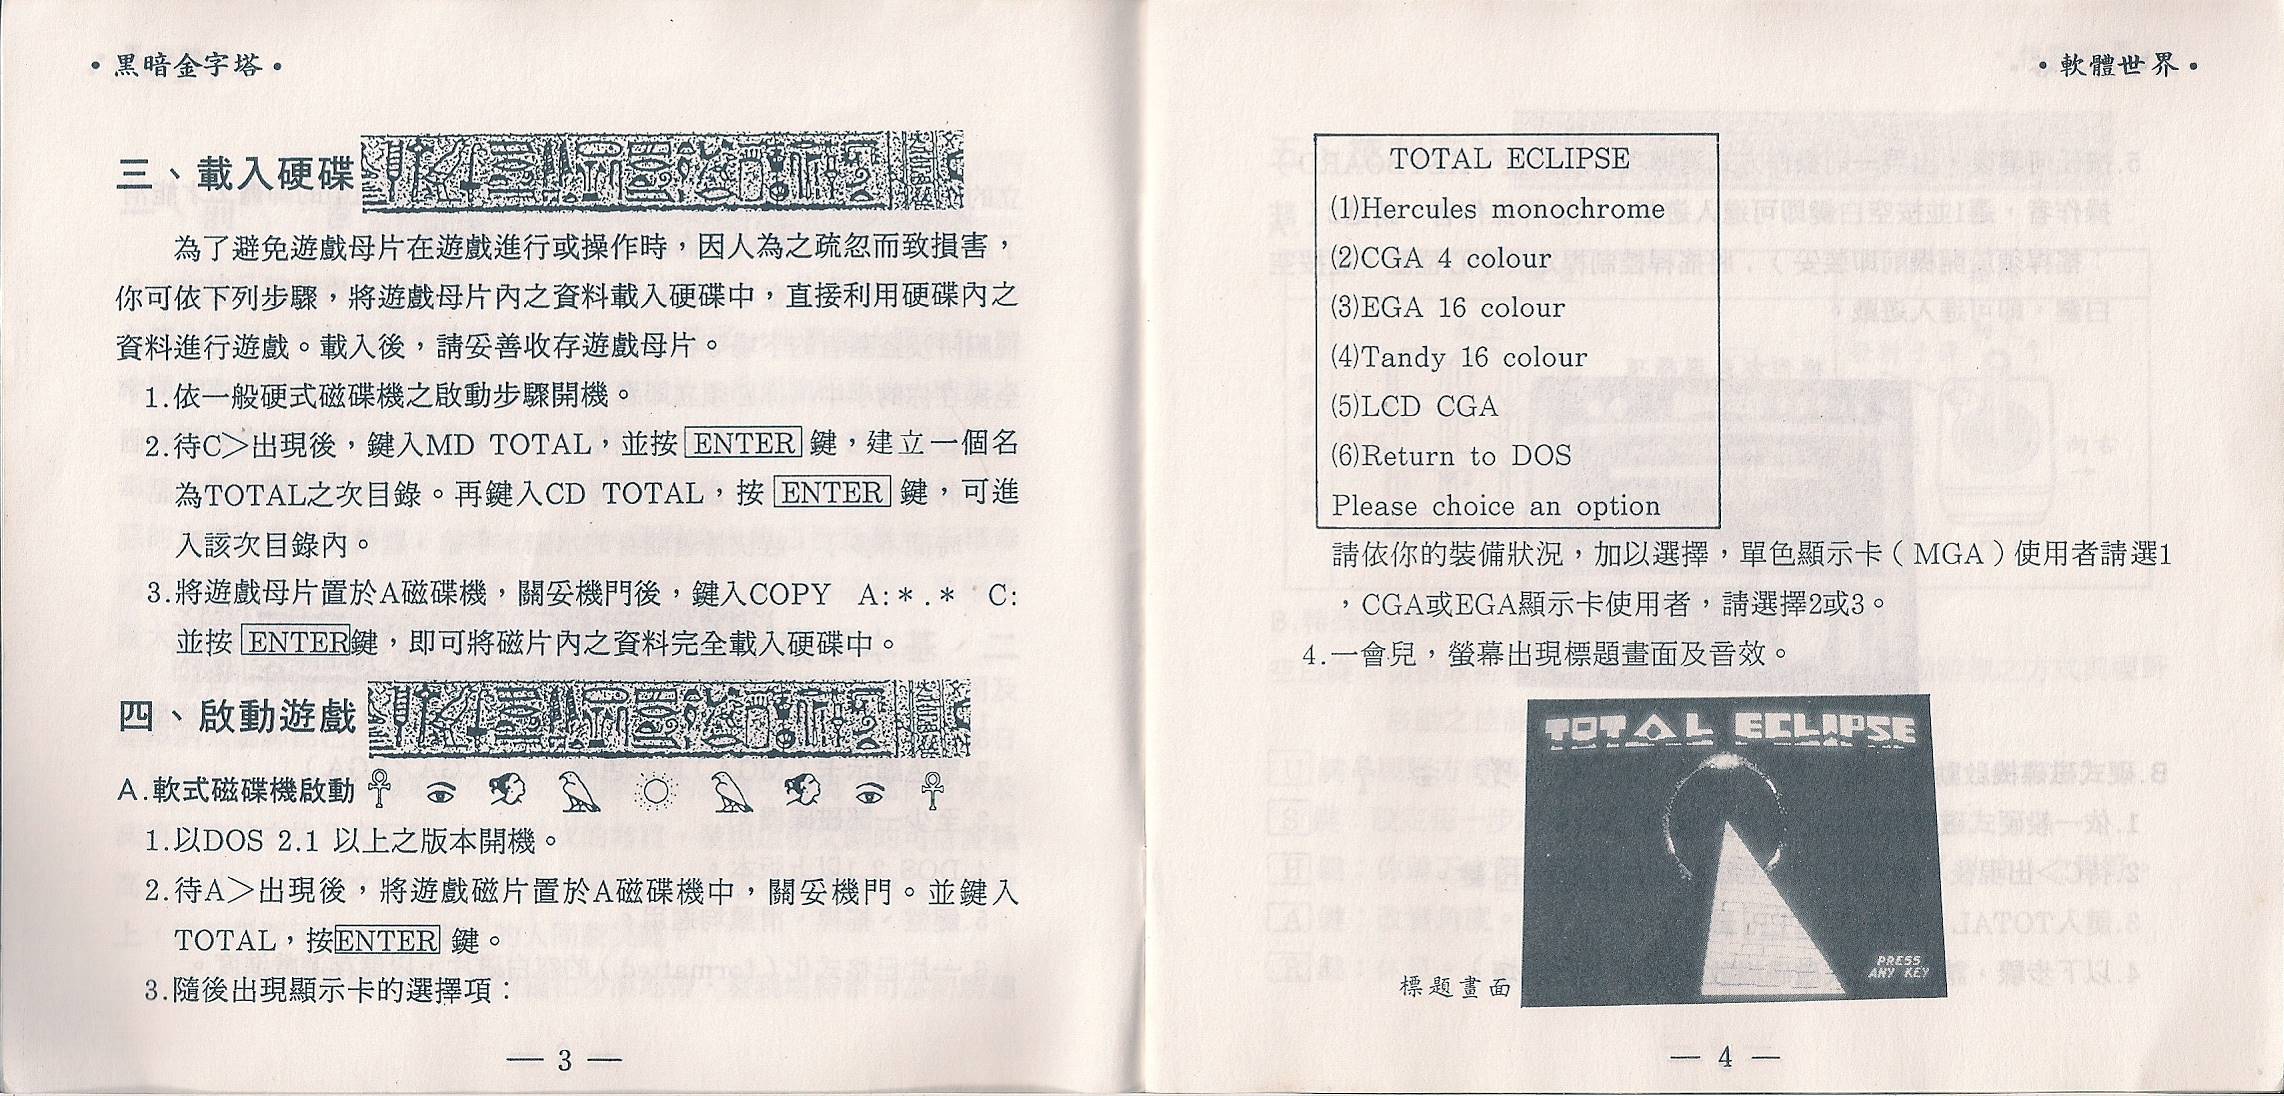 •黑暗金字塔•
三、載入硬碟
為了避免遊戲母片在遊戲進行或操作時，因人為之疏忽而致損害，
你可依下列步驟，將遊戲母片內之資料載入硬碟中，直接利用硬碟內之
資料進行遊戲。載入後，請妥善收存遊戲母片。
1.依一般硬式磁碟機之啟動步驟開機。
2.待C>出現後，鍵入MD TOTAL，並按 ENTER 鍵，建立一個名
為TOTAL之次目錄。再鍵入CD TOTAL，按 ENTER 鍵，可進
入該次目錄內。
3.將遊戲母片置於A磁碟機，關妥機門後，鍵入COPY A:*.* C:
並按 ENTER鍵，即可將磁片內之資料完全載入硬碟中。
四、啟動遊戲
A.軟式磁碟機啟動
1.以DOS 2.1 以上之版本開機。
2.待A>出現後，將遊戲磁片置於A磁碟機中，關妥機門。並鍵入
TOTAL，按ENTER 鍵。
3.隨後出現顯示卡的選擇項：
— 3 —
•軟體世界•
TOTAL ECLIPSE
(1)Hercules monochrome
(2)CGA 4 colour
(3)EGA 16 colour
(4)Tandy 16 colour
(5)LCD CGA
(6)Return to DOS
Please choice an option
請依你的裝備狀況，加以選擇，單色顯示卡（MGA）使用者請選1
，CGA或EGA顯示卡使用者，請選擇2或3。
4.一會兒，螢幕出現標題畫面及音效。
TOTAL ECLIPSE
PRESS
ANY KEY
標題畫面
— 4 —